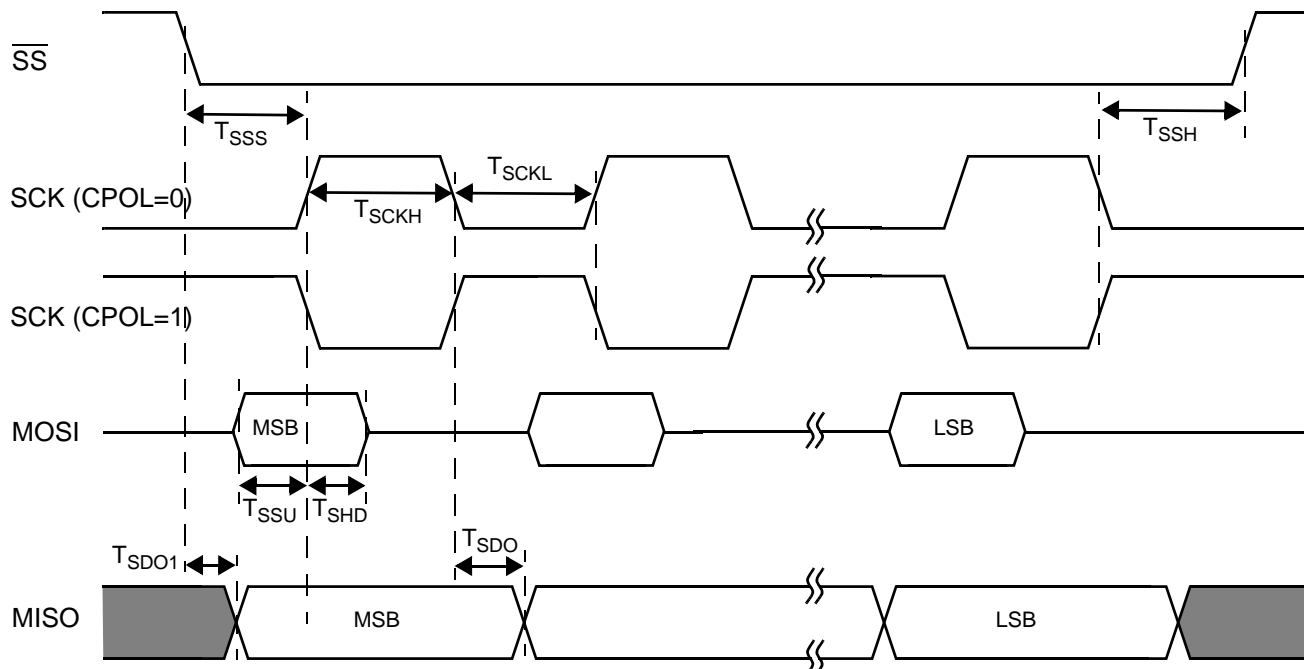 SS
TSSS
TSSH
SCK (CPOL=0)
TSCKH
TSCKL
SCK (CPOL=1)
MOSI
MSB
LSB
TSSU
TSHD
TSDO1
TSDO
MISO
MSB
LSB